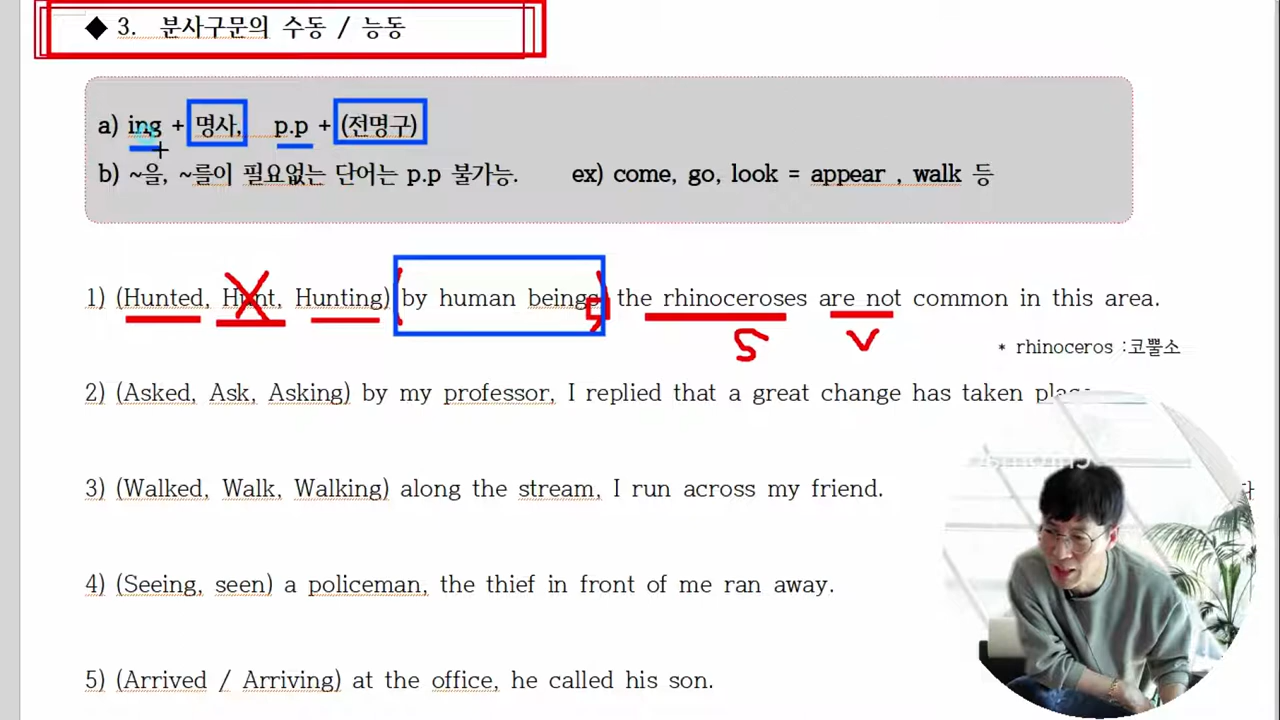 ◆ 3. 분사구문의 수동 / 능동
a) ing + 명사, p.p + (전명구)
b) ~을, ~를이 필요없는 단어는 p.p 불가능. ex) come, go, look = appear , walk 등
1) (Hunted, Hunt, Hunting) by human beings, the rhinoceroses are not common in this area.
S V
* rhinoceros :코뿔소
2) (Asked, Ask, Asking) by my professor, I replied that a great change has taken place
3) (Walked, Walk, Walking) along the stream, I run across my friend.
4) (Seeing, seen) a policeman, the thief in front of me ran away.
5) (Arrived / Arriving) at the office, he called his son.